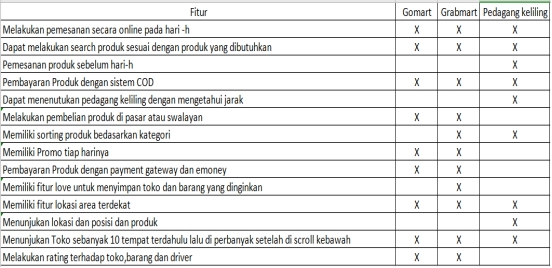 Fitur Gomart Grabmart Pedagang keliling
Melakukan pemesanan secara online pada hari -h X X X
Dapat melakukan search produk sesuai dengan produk yang dibutuhkan X X X
Pemesanan produk sebelum hari-h X
Pembayaran Produk dengan sistem COD X X X
Dapat menenutukan pedagang keliling dengan mengetahui jarak X
Melakukan pembelian produk di pasar atau swalayan X X
Memiliki sorting produk bedasarkan kategori X X
Memiliki Promo tiap harinya X X
Pembayaran Produk dengan payment gateway dan emoney X X
Memiliki fitur love untuk menyimpan toko dan barang yang dinginkan X
Memiliki fitur lokasi area terdekat X X X
Menunjukan lokasi dan posisi dan produk X
Menunjukan Toko sebanyak 10 tempat terdahulu lalu di perbanyak setelah di scroll kebawah X X X
Melakukan rating terhadap toko,barang dan driver X X